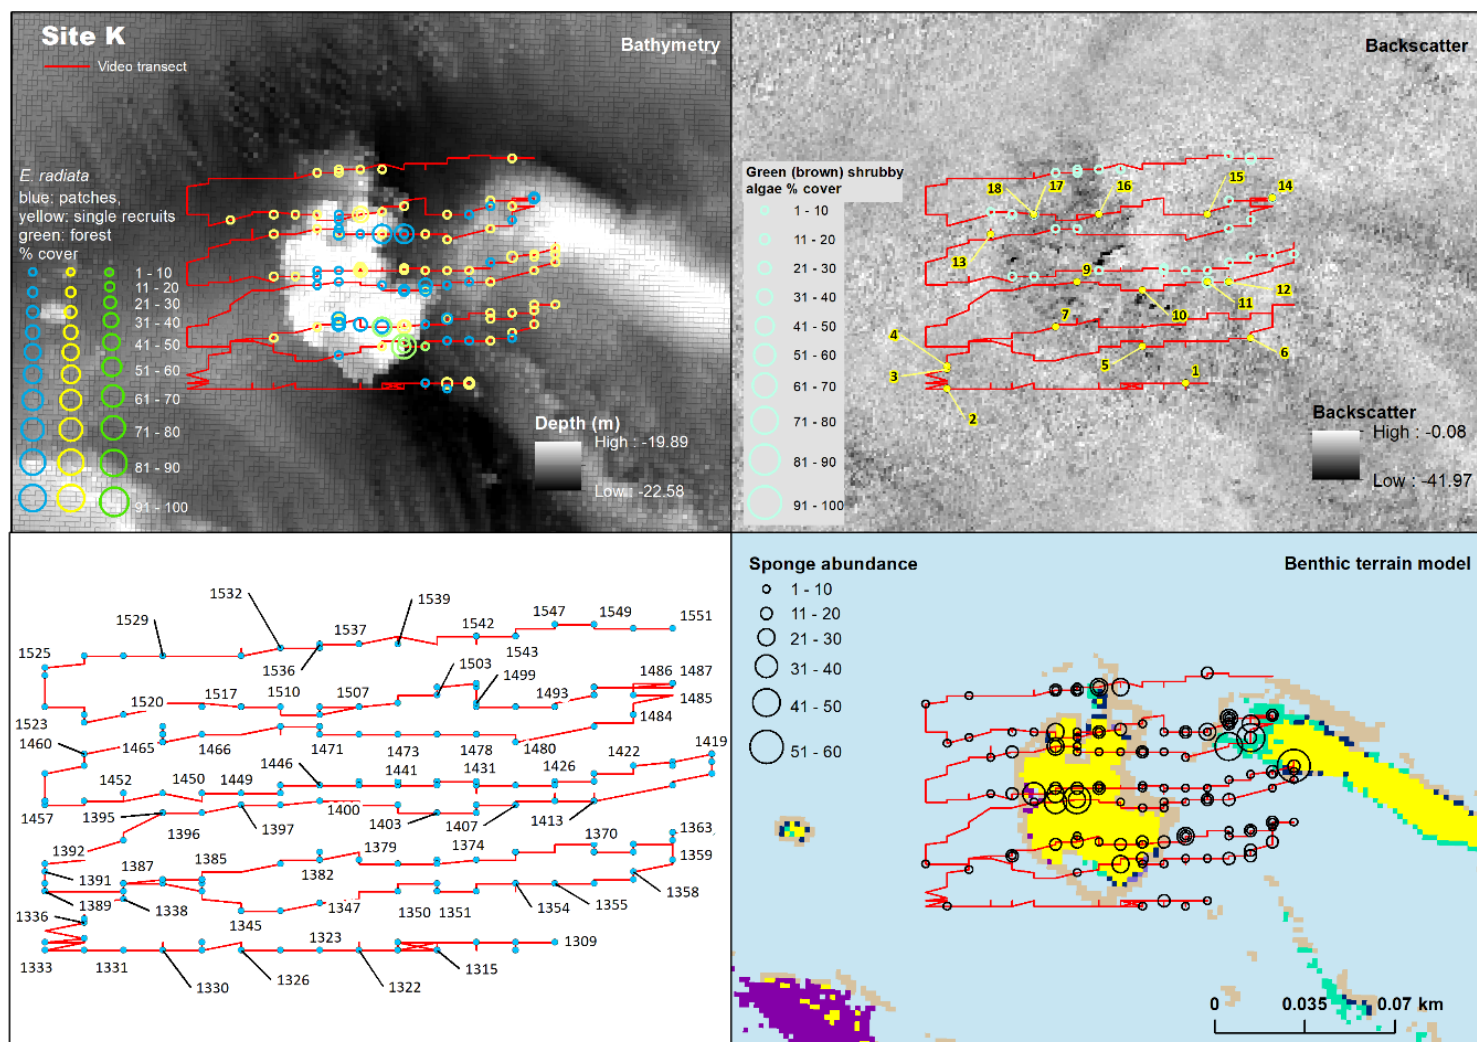 Site K
Video transect
Bathymetry
E. radiata
blue: patches,
yellow: single recruits
green: forest
% cover
1 - 10
11 - 20
21 - 30
31 - 40
41 - 50
51 - 60
61 - 70
71 - 80
81 - 90
91 - 100
Depth (m)
High : -19.89
Low : -22.58
Backscatter
Green (brown) shrubby
algae % cover
1 - 10
11 - 20
21 - 30
31 - 40
41 - 50
51 - 60
61 - 70
71 - 80
81 - 90
91 - 100
18
17
16
15
14
13
9
12
11
10
7
4
5
6
3
1
2
Backscatter
High : -0.08
Low : -41.97
1532
1539
1547
1549
1551
1529
1537
1542
1525
1536
1543
1503
1486
1487
1499
1517
1510
1507
1493
1485
1520
1523
1484
1460
1465
1466
1471
1473
1478
1480
1422
1419
1446
1452
1450
1449
1441
1431
1426
1457
1395
1400
1403
1407
1413
1396
1397
1363
1392
1370
1387
1385
1379
1374
1359
1382
1391
1358
1389
1336
1338
1347
1354
1355
1345
1350
1351
1323
1309
1333
1331
1315
1330
1326
1322
Sponge abundance
1 - 10
11 - 20
21 - 30
31 - 40
41 - 50
51 - 60
Benthic terrain model
0 0.035 0.07 km